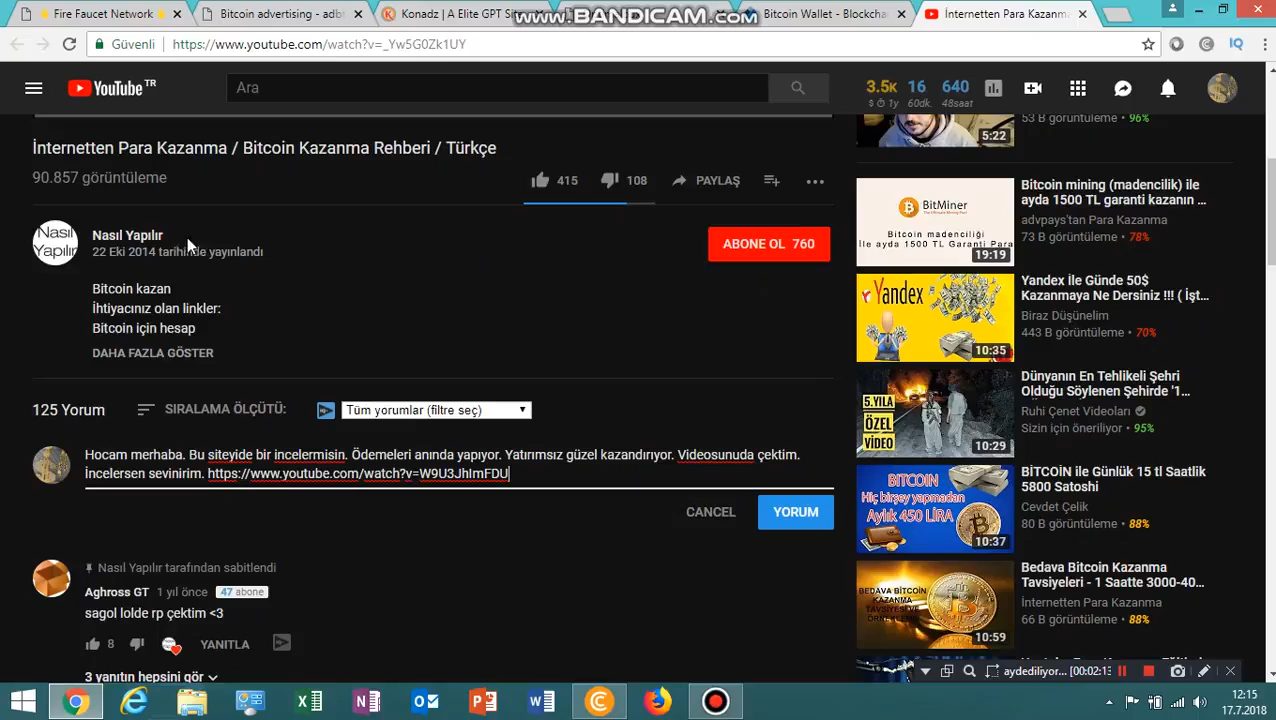 Fire Faucet Network
Bitcoin advertising - adb
Konadz | A Elite GPT S
www.BANDICAM.com
Bitcoin Wallet - Blockcha
İnternetten Para Kazanma
Güvenli
https://www.youtube.com/watch?v=_Yw5G0Zk1UY
IQ
YouTube TR
Ara
3.5K 16 640
1y 60dk. 48saat
5:22
53 B görüntüleme • 96%
İnternetten Para Kazanma / Bitcoin Kazanma Rehberi / Türkçe
90.857 görüntüleme
415
108
PAYLAŞ
Nasıl Yapılır
Nasıl Yapılır
22 Eki 2014 tarihinde yayınlandı
ABONE OL 760
Bitcoin kazan
İhtiyacınız olan linkler:
Bitcoin için hesap
DAHA FAZLA GÖSTER
125 Yorum
SIRALAMA ÖLÇÜTÜ:
Tüm yorumlar (filtre seç)
Hocam merhaba. Bu siteyide bir incelermisin. Ödemeleri anında yapıyor. Yatırımsız güzel kazandırıyor. Videosunuda çektim.
İncelersen sevinirim. https://www.youtube.com/watch?v=W9U3JhImFDU
CANCEL
YORUM
Nasıl Yapılır tarafından sabitlendi
Aghross GT 1 yıl önce 47 abone
sagol lolde rp çektim <3
8
YANITLA
3 yanıtın hepsini gör
BitMiner
Bitcoin madenciliği
İle ayda 1500 TL Garanti Para
19:19
Bitcoin mining (madencilik) ile
ayda 1500 TL garanti kazanın ...
advpays'tan Para Kazanma
73 B görüntüleme • 78%
Yandex
10:35
Yandex İle Günde 50$
Kazanmaya Ne Dersiniz !!! ( İşt...
Biraz Düşünelim
443 B görüntüleme • 70%
5.YILA
ÖZEL
VİDEO
10:29
Dünyanın En Tehlikeli Şehri
Olduğu Söylenen Şehirde '1...
Ruhi Çenet Videoları
Sizin için öneriliyor • 95%
BITCOIN
Hiç birşey yapmadan
Aylık 450 LİRA
10:37
BİTCOIN ile Günlük 15 tl Saatlik
5800 Satoshi
Cevdet Çelik
80 B görüntüleme • 88%
BEDAVA BİTCOİN
KAZANMA
TAVSİYESİ VE
10:59
Bedava Bitcoin Kazanma
Tavsiyeleri - 1 Saatte 3000-40...
İnternetten Para Kazanma
66 B görüntüleme • 88%
aydediliyor... [00:02:13
12:15
17.7.2018